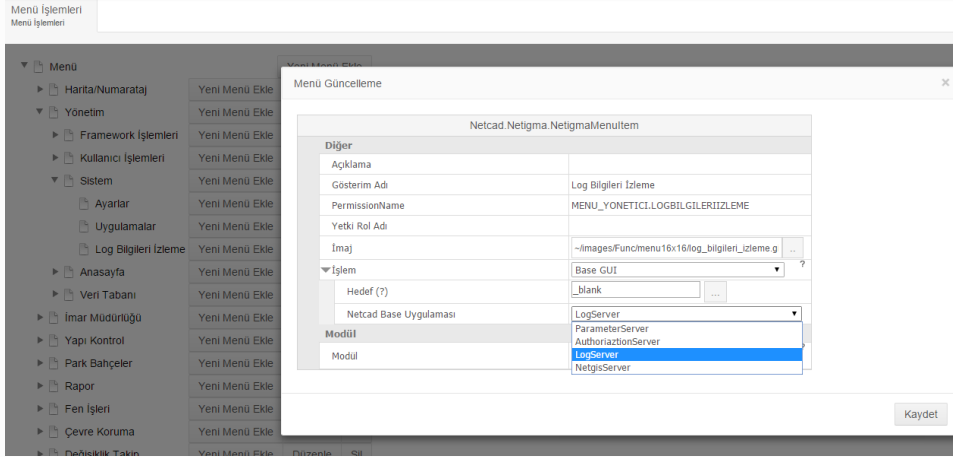 Menü İşlemleri
Menü İşlemleri
Menü Yeni Menü Ekle
Harita/Numarataj Yeni Menü Ekle
Yönetim Yeni Menü Ekle
Framework İşlemleri Yeni Menü Ekle
Kullanıcı İşlemleri Yeni Menü Ekle
Sistem Yeni Menü Ekle
Ayarlar Yeni Menü Ekle
Uygulamalar Yeni Menü Ekle
Log Bilgileri İzleme Yeni Menü Ekle
Anasayfa Yeni Menü Ekle
Veri Tabanı Yeni Menü Ekle
İmar Müdürlüğü Yeni Menü Ekle
Yapı Kontrol Yeni Menü Ekle
Park Bahçeler Yeni Menü Ekle
Rapor Yeni Menü Ekle
Fen İşleri Yeni Menü Ekle
Çevre Koruma Yeni Menü Ekle
Değişiklik Takip Yeni Menü Ekle Düzenle Sil
Menü Güncelleme ×
Netcad.Netigma.NetigmaMenuItem
Diğer
Açıklama
Gösterim Adı Log Bilgileri İzleme
PermissionName MENU_YONETICI.LOGBILGILERIIZLEME
Yetki Rol Adı
İmaj ~/images/Func/menu16x16/log_bilgileri_izleme.g ..
İşlem Base GUI ?
Hedef (?) _blank ...
Netcad Base Uygulaması LogServer
ParameterServer
AuthoriaztionServer
LogServer
NetgisServer
Modül
Modül
Kaydet